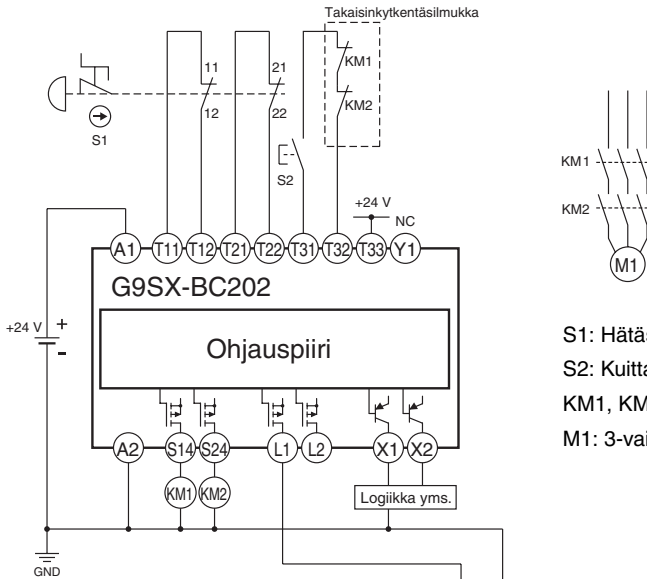 Takaisinkytkentäsilmukka
KM1
KM2
11
12
21
22
S1
S2
+24 V
NC
A1
T11
T12
T21
T22
T31
T32
T33
Y1
G9SX-BC202
Ohjauspiiri
+24 V
+
-
A2
S14
S24
L1
L2
X1
X2
KM1
KM2
Logiikka yms.
GND
KM1
KM2
M1
S1: Hätäs
S2: Kuitta
KM1, KM
M1: 3-vai